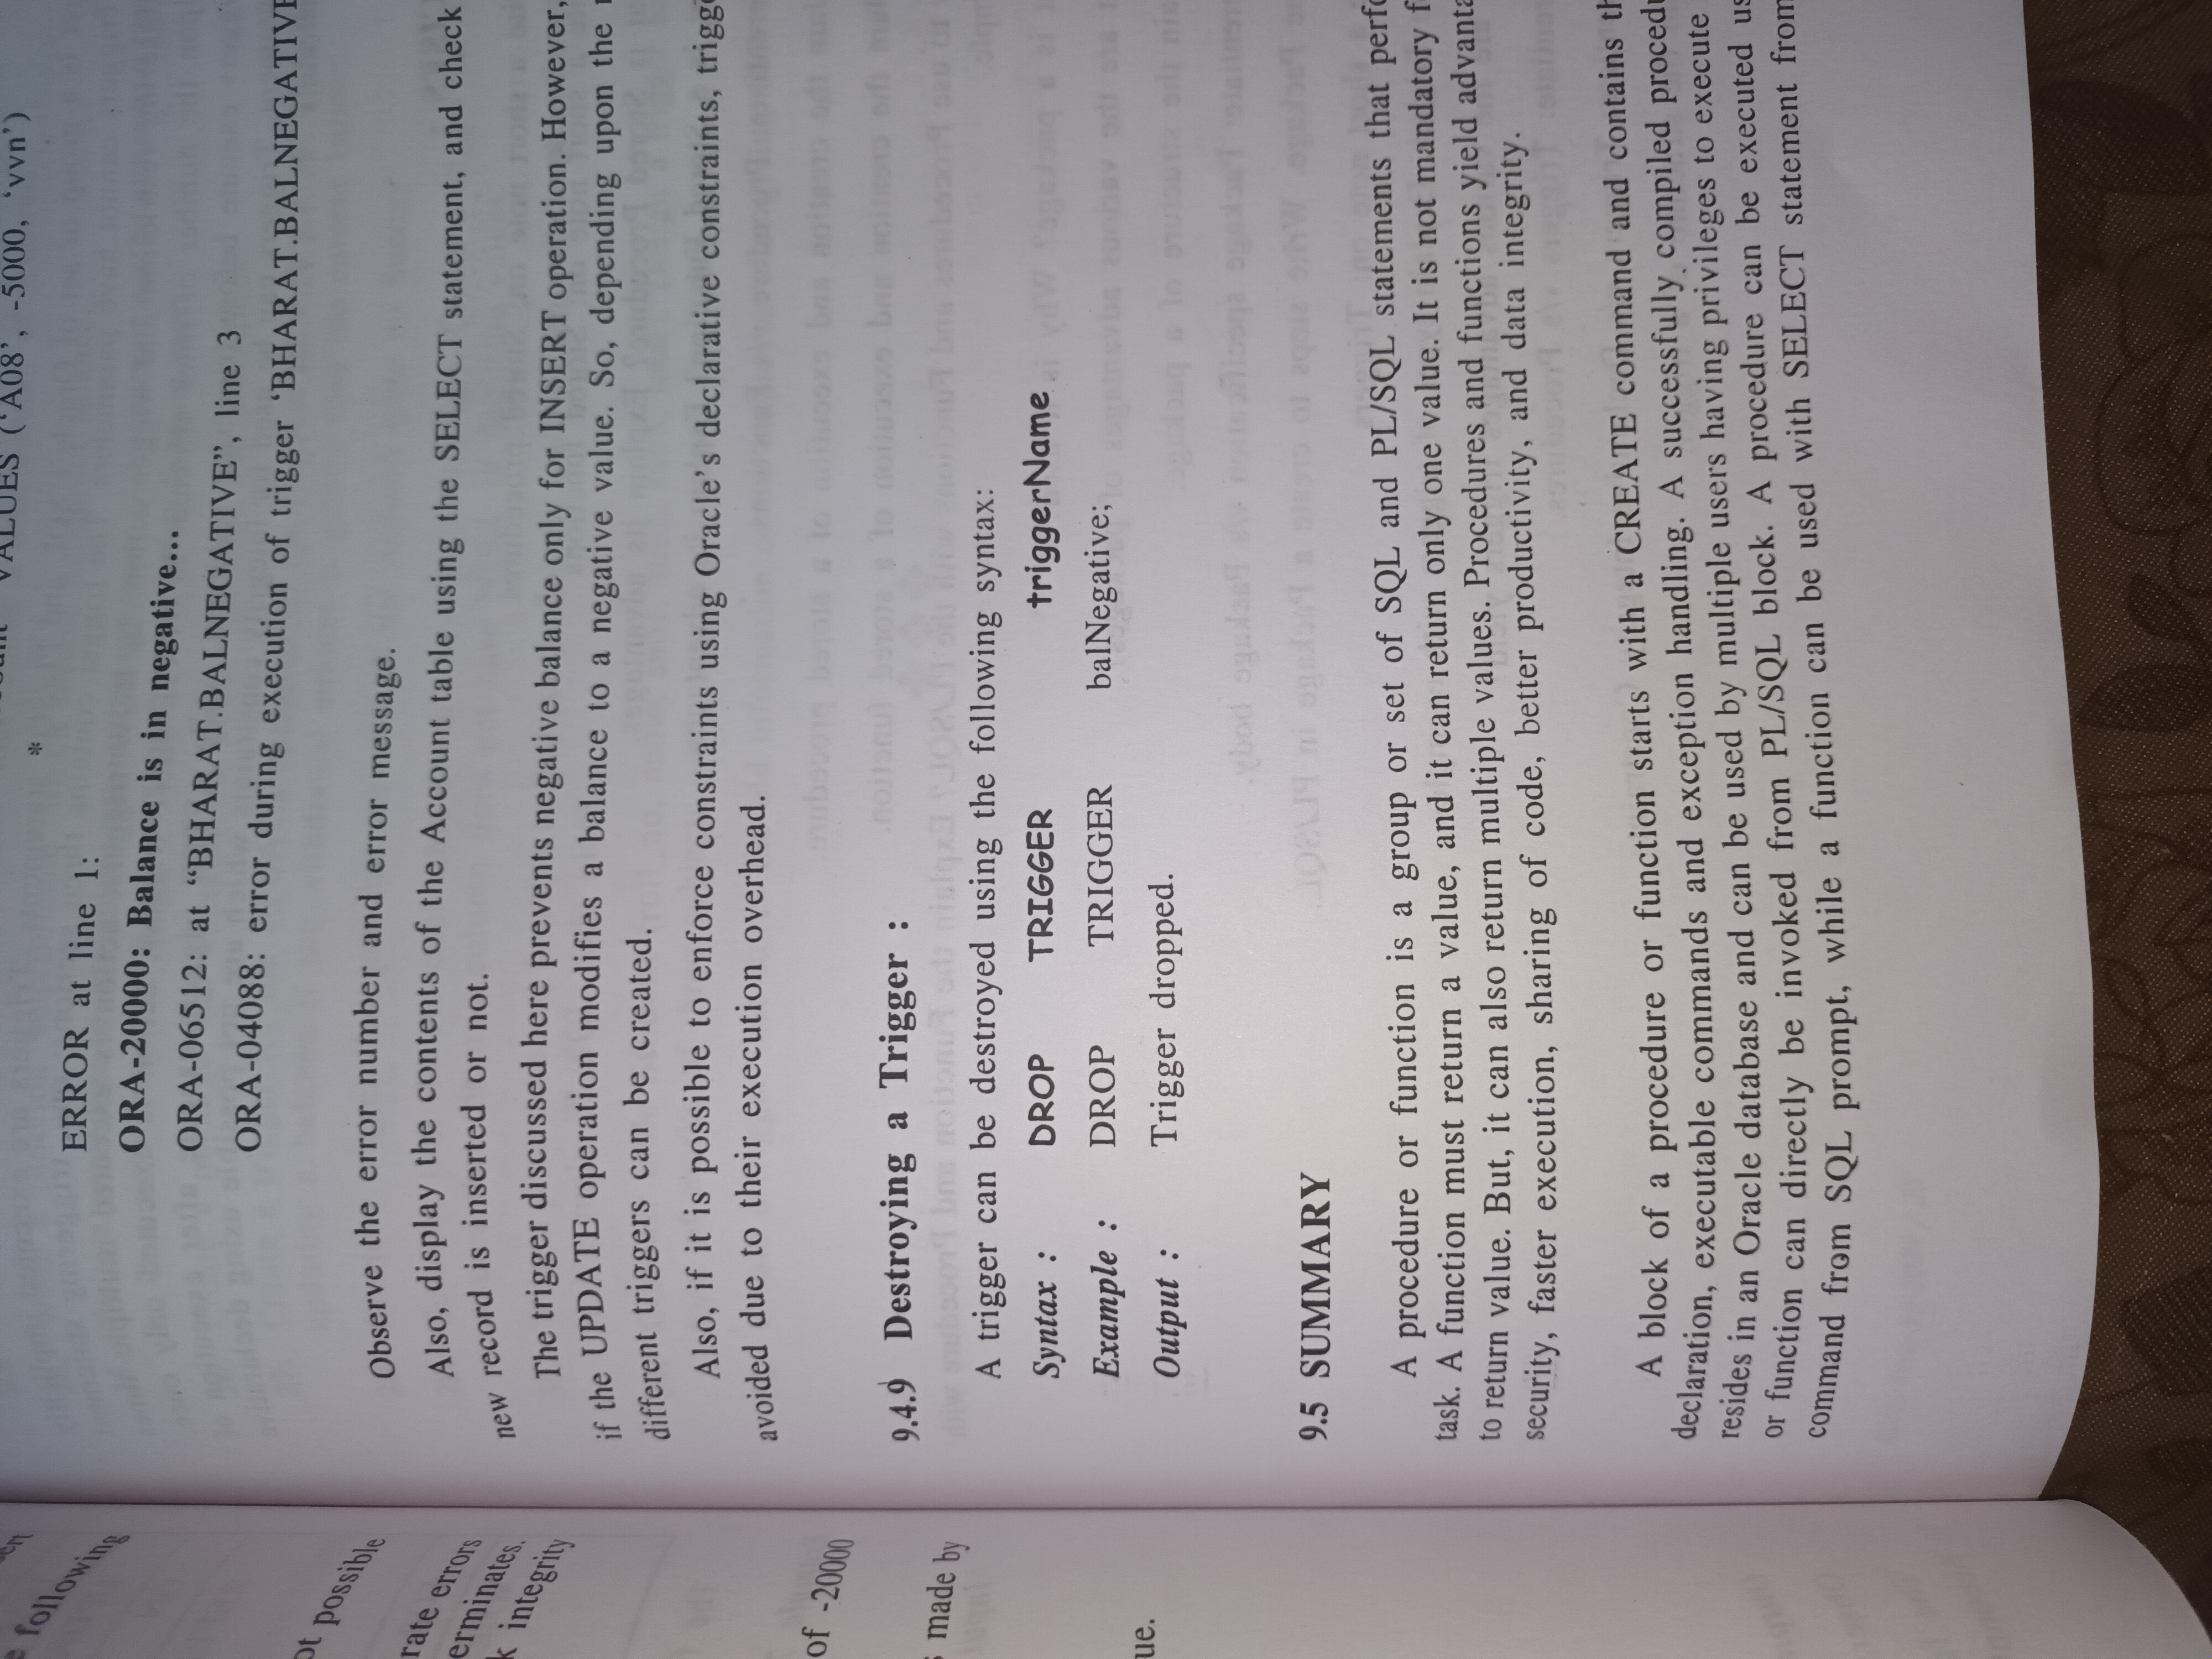 following
ot possible
rate errors
erminates.
k integrity
of -20000
made by
ue.
VALUES ('A08', -5000, 'vvn')
*
ERROR at line 1:
ORA-20000: Balance is in negative...
ORA-06512: at “BHARAT.BALNEGATIVE”, line 3
ORA-04088: error during execution of trigger ‘BHARAT.BALNEGATIVE
Observe the error number and error message.
Also, display the contents of the Account table using the SELECT statement, and check
new record is inserted or not.
The trigger discussed here prevents negative balance only for INSERT operation. However,
if the UPDATE operation modifies a balance to a negative value. So, depending upon the
different triggers can be created.
Also, if it is possible to enforce constraints using Oracle's declarative constraints, trigg
avoided due to their execution overhead.
9.4.9 Destroying a Trigger :
A trigger can be destroyed using the following syntax:
Syntax : DROP TRIGGER triggerName
Example : DROP TRIGGER balNegative;
Output : Trigger dropped.
9.5 SUMMARY
A procedure or function is a group or set of SQL and PL/SQL statements that perf
task. A function must return a value, and it can return only one value. It is not mandatory f
to return value. But, it can also return multiple values. Procedures and functions yield advanta
security, faster execution, sharing of code, better productivity, and data integrity.
A block of a procedure or function starts with a CREATE command and contains th
declaration, executable commands and exception handling. A successfully compiled proced
resides in an Oracle database and can be used by multiple users having privileges to execute
or function can directly be invoked from PL/SQL block. A procedure can be executed us
command from SQL prompt, while a function can be used with SELECT statement from